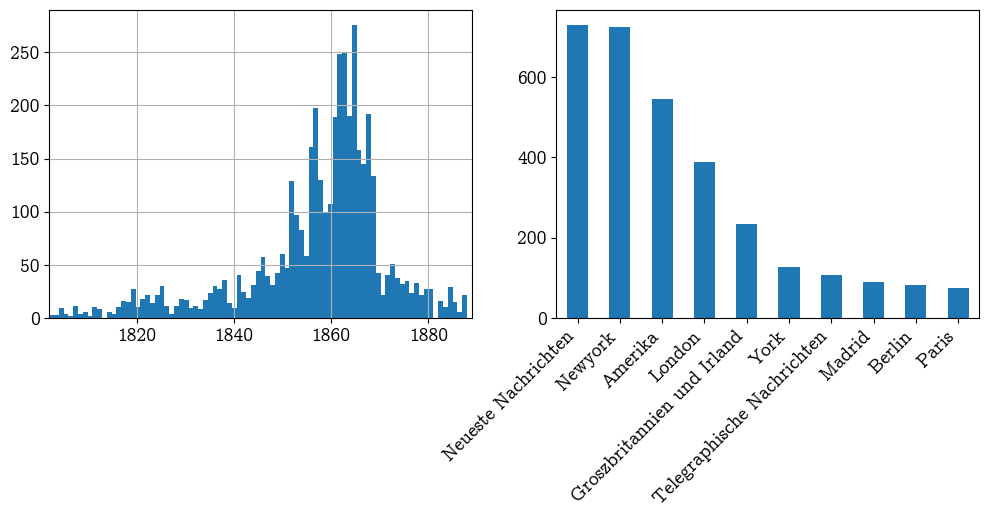 250
200
150
100
50
0
1820 1840 1860 1880
600
400
200
0
Neueste Nachrichten
Newyork
Amerika
London
Groszbritannien und Irland
York
Telegraphische Nachrichten
Madrid
Berlin
Paris